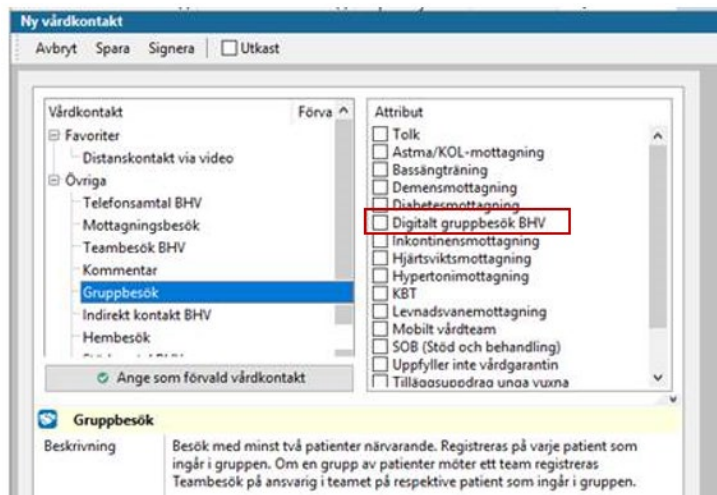 Ny vårdkontakt
Avbryt Spara Signera Utkast
Vårdkontakt Förva
Favoriter
Distanskontakt via video
Övriga
Telefonsamtal BHV
Mottagningsbesök
Teambesök BHV
Kommentar
Gruppbesök
Indirekt kontakt BHV
Hembesök
Ange som förvald vårdkontakt
Attribut
Tolk
Astma/KOL-mottagning
Bassängträning
Demensmottagning
Diabetesmottagning
Digitalt gruppbesök BHV
Inkontinensmottagning
Hjärtsviktsmottagning
Hypertonimottagning
KBT
Levnadsvanemottagning
Mobilt vårdteam
SOB (Stöd och behandling)
Uppfyller inte vårdgarantin
Tilläggsuppdrag unga vuxna
Gruppbesök
Beskrivning Besök med minst två patienter närvarande. Registreras på varje patient som
ingår i gruppen. Om en grupp av patienter möter ett team registreras
Teambesök på ansvarig i teamet på respektive patient som ingår i gruppen.